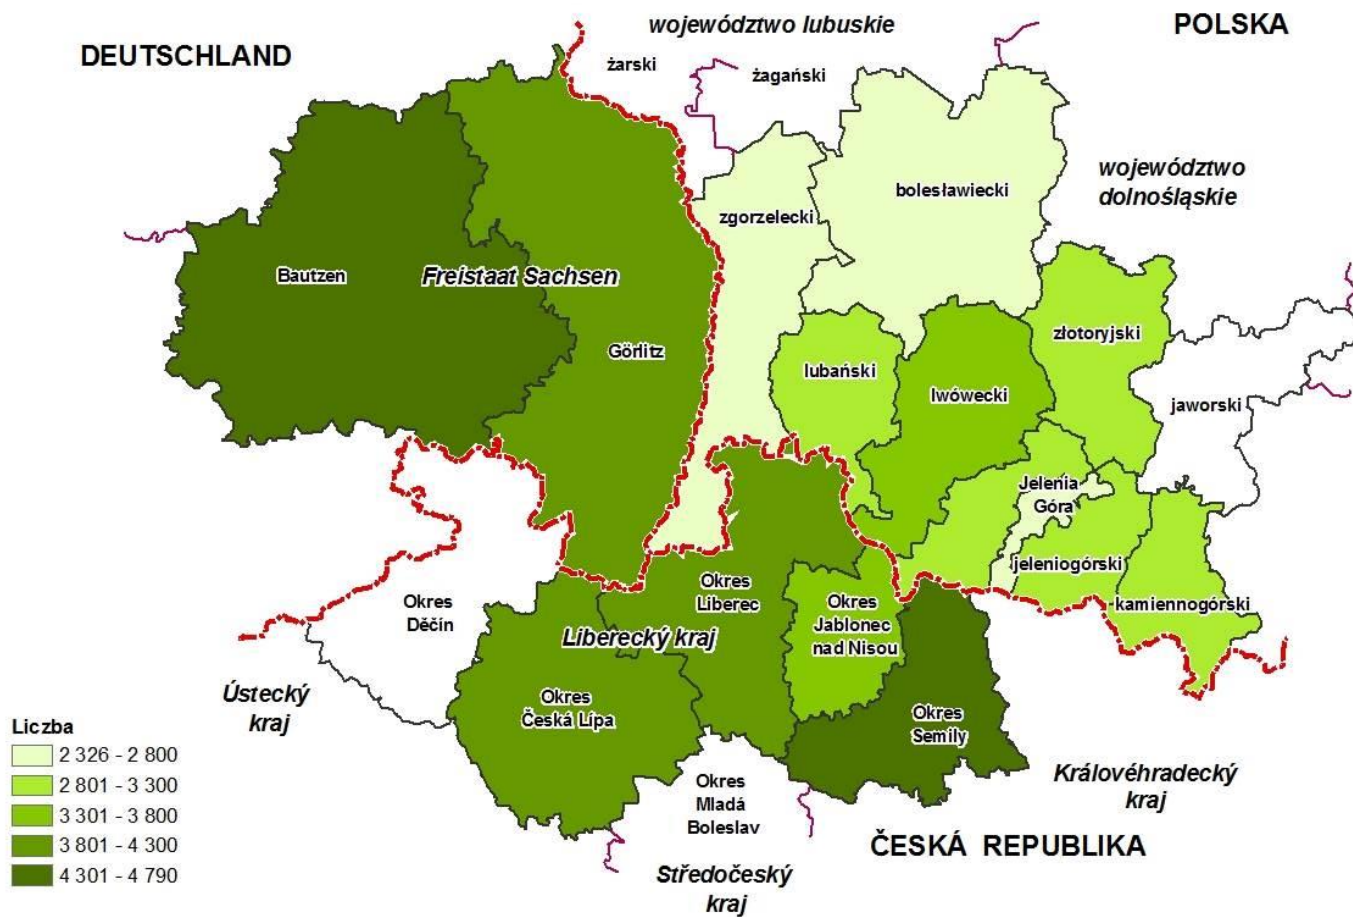 województwo lubuskie
POLSKA
DEUTSCHLAND
żarski
żagański
województwo
dolnośląskie
bolesławiecki
zgorzelecki
Bautzen
Freistaat Sachsen
Görlitz
złotoryjski
lubański
lwówecki
jaworski
Jelenia
Góra
jeleniogórski
kamiennogórski
Okres
Liberec
Okres
Jablonec
nad Nisou
Okres
Děčín
Liberecký kraj
Ústecký
kraj
Okres
Česká Lípa
Okres
Semily
Okres
Mladá
Boleslav
Královéhradecký
kraj
ČESKÁ REPUBLIKA
Středočeský
kraj
Liczba
2 326 - 2 800
2 801 - 3 300
3 301 - 3 800
3 801 - 4 300
4 301 - 4 790